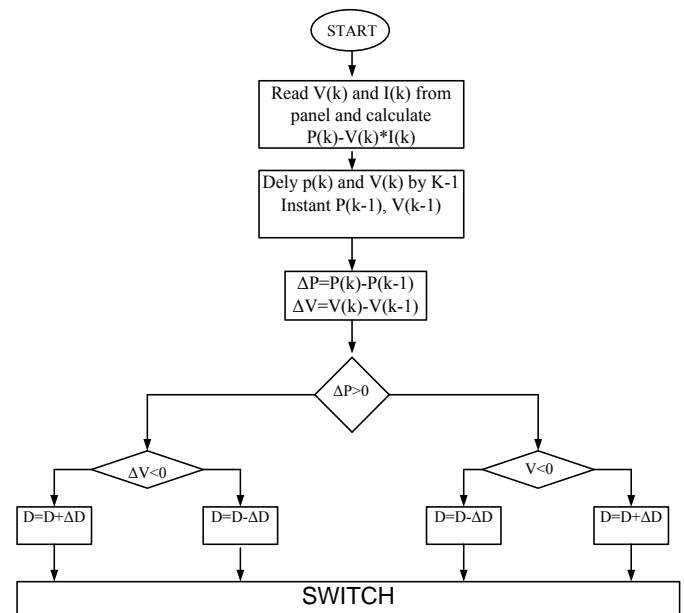 START
Read V(k) and I(k) from
panel and calculate
P(k)-V(k)*I(k)
Dely p(k) and V(k) by K-1
Instant P(k-1), V(k-1)
ΔP=P(k)-P(k-1)
ΔV=V(k)-V(k-1)
ΔP>0
ΔV<0
V<0
D=D+ΔD
D=D-ΔD
D=D-ΔD
D=D+ΔD
SWITCH